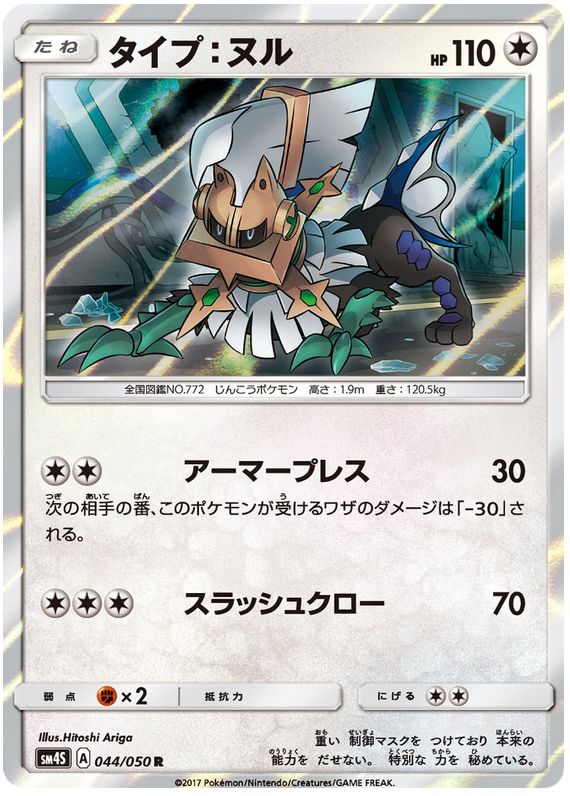 たね タイプ：ヌル HP 110
全国図鑑NO.772 じんこうポケモン 高さ：1.9m 重さ：120.5kg
アーマープレス 30
次の相手の番、このポケモンが受けるワザのダメージは「-30」さ
れる。
スラッシュクロー 70
弱点 ×2 抵抗力 にげる
Illus.Hitoshi Ariga
重い 制御マスクを つけており 本来の
能力を だせない。 特別な 力を 秘めている。
SM4S A 044/050 R
©2017 Pokémon/Nintendo/Creatures/GAME FREAK.